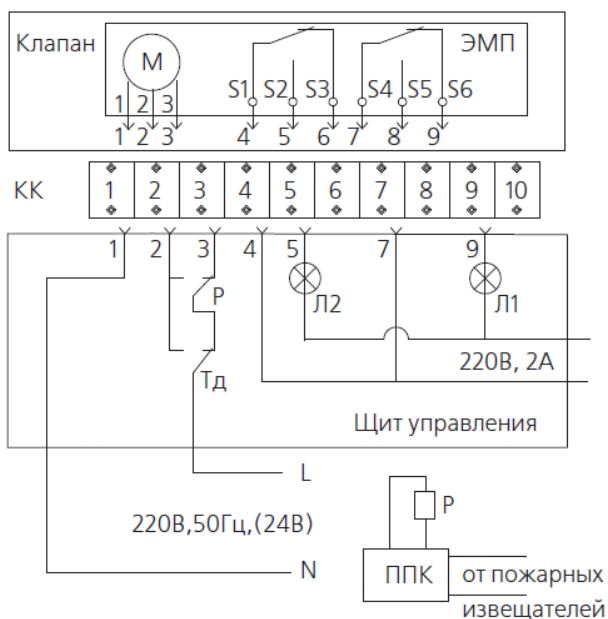 Клапан
ЭМП
М
S1 S2 S3 S4 S5 S6
1 2 3
1 2 3 4 5 6 7 8 9
КК
1 2 3 4 5 6 7 8 9 10
1 2 3 4 5 7 9
Р
Л2
Л1
Тд
220В, 2А
Щит управления
L
220В,50Гц,(24В)
Р
N
ППК
от пожарных
извещателей